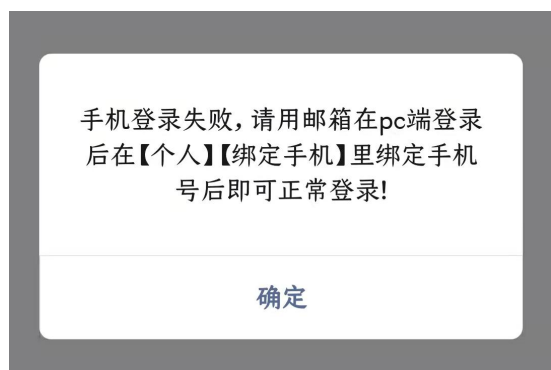 手机登录失败,请用邮箱在pc端登录
后在【个人】【绑定手机】里绑定手机
号后即可正常登录!
确定